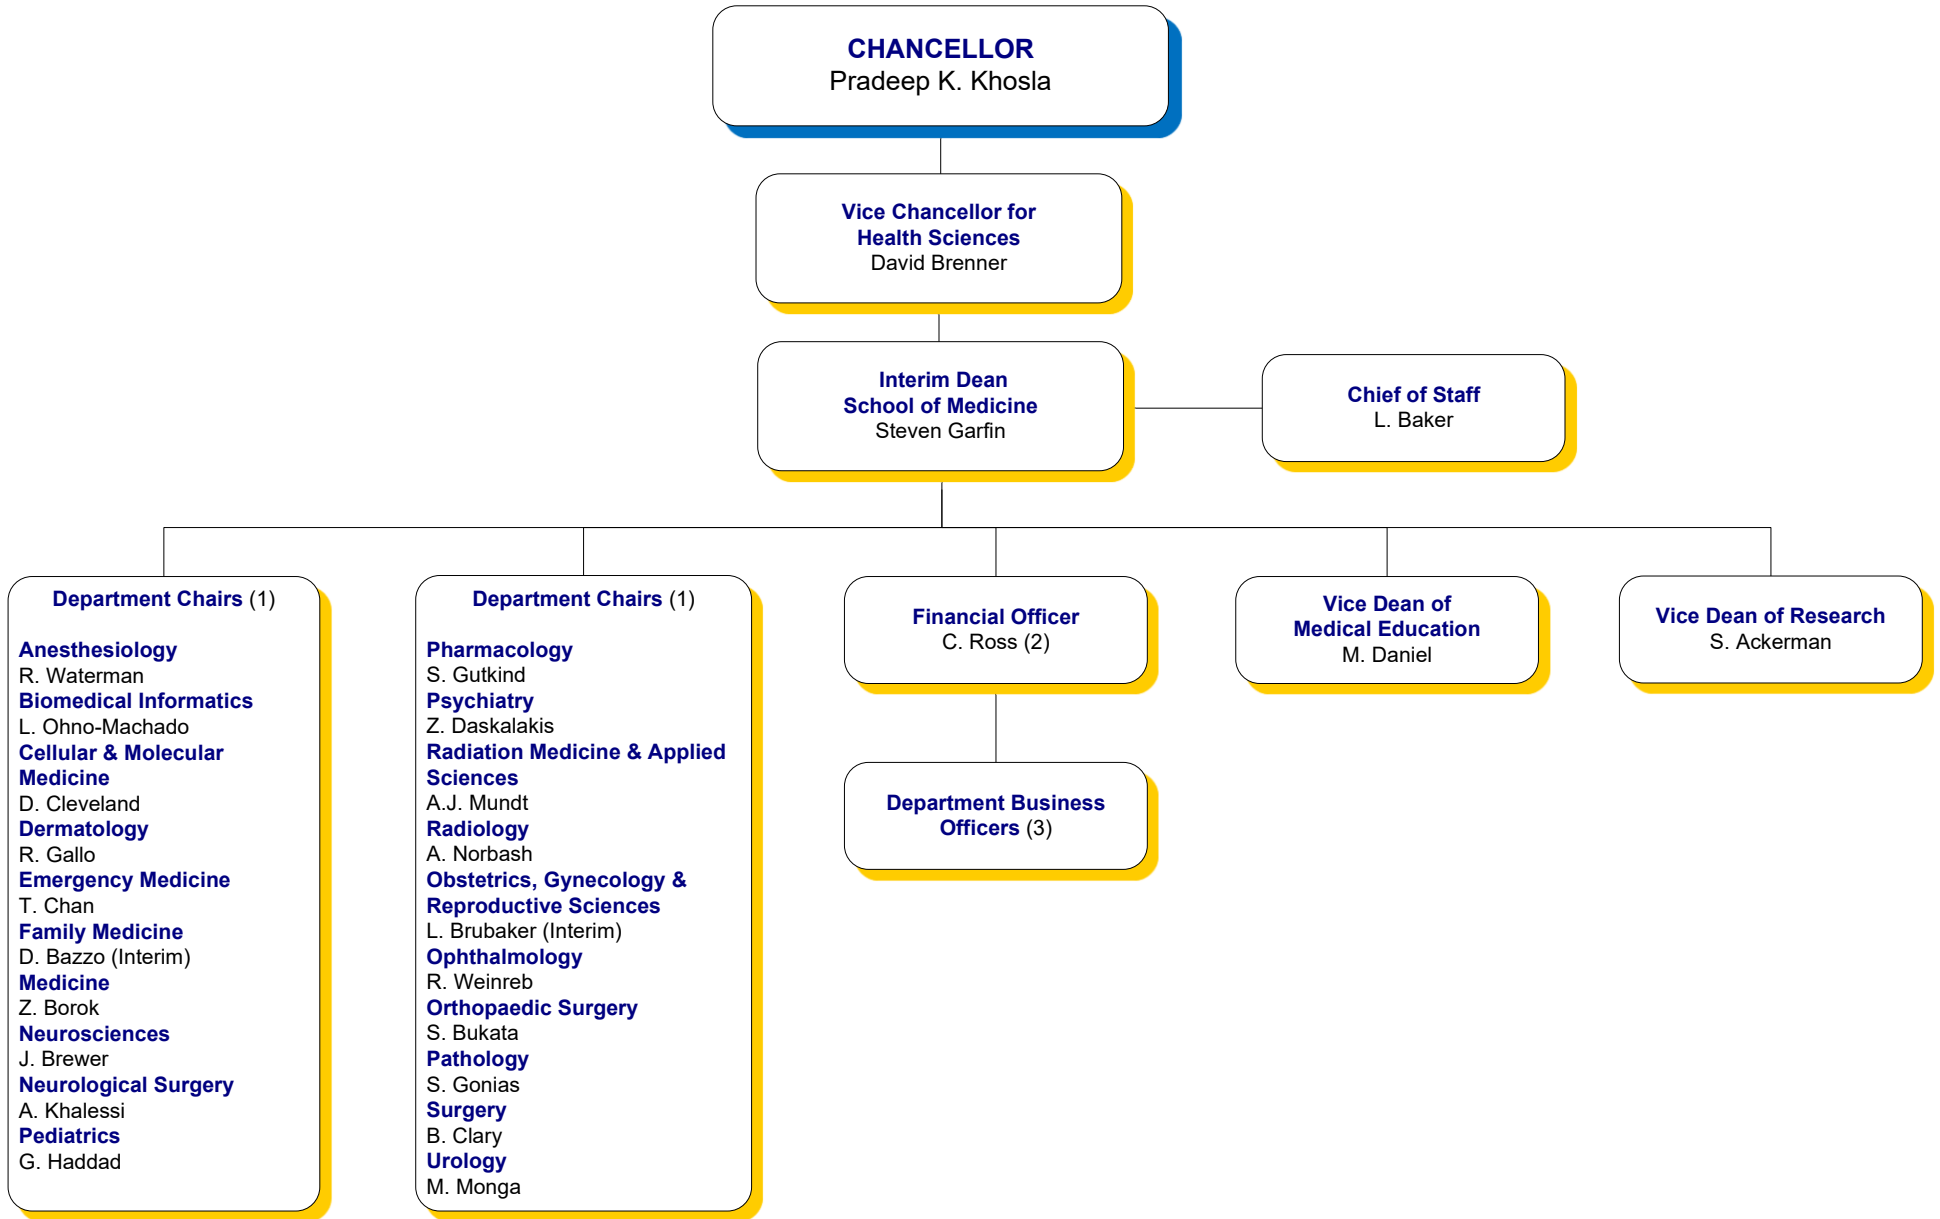 CHANCELLOR
Pradeep K. Khosla
Vice Chancellor for
Health Sciences
David Brenner
Interim Dean
School of Medicine
Steven Garfin
Chief of Staff
L. Baker
Department Chairs (1)
Anesthesiology
R. Waterman
Biomedical Informatics
L. Ohno-Machado
Cellular & Molecular
Medicine
D. Cleveland
Dermatology
R. Gallo
Emergency Medicine
T. Chan
Family Medicine
D. Bazzo (Interim)
Medicine
Z. Borok
Neurosciences
J. Brewer
Neurological Surgery
A. Khalessi
Pediatrics
G. Haddad
Department Chairs (1)
Pharmacology
S. Gutkind
Psychiatry
Z. Daskalakis
Radiation Medicine & Applied
Sciences
A.J. Mundt
Radiology
A. Norbash
Obstetrics, Gynecology &
Reproductive Sciences
L. Brubaker (Interim)
Ophthalmology
R. Weinreb
Orthopaedic Surgery
S. Bukata
Pathology
S. Gonias
Surgery
B. Clary
Urology
M. Monga
Financial Officer
C. Ross (2)
Department Business
Officers (3)
Vice Dean of
Medical Education
M. Daniel
Vice Dean of Research
S. Ackerman